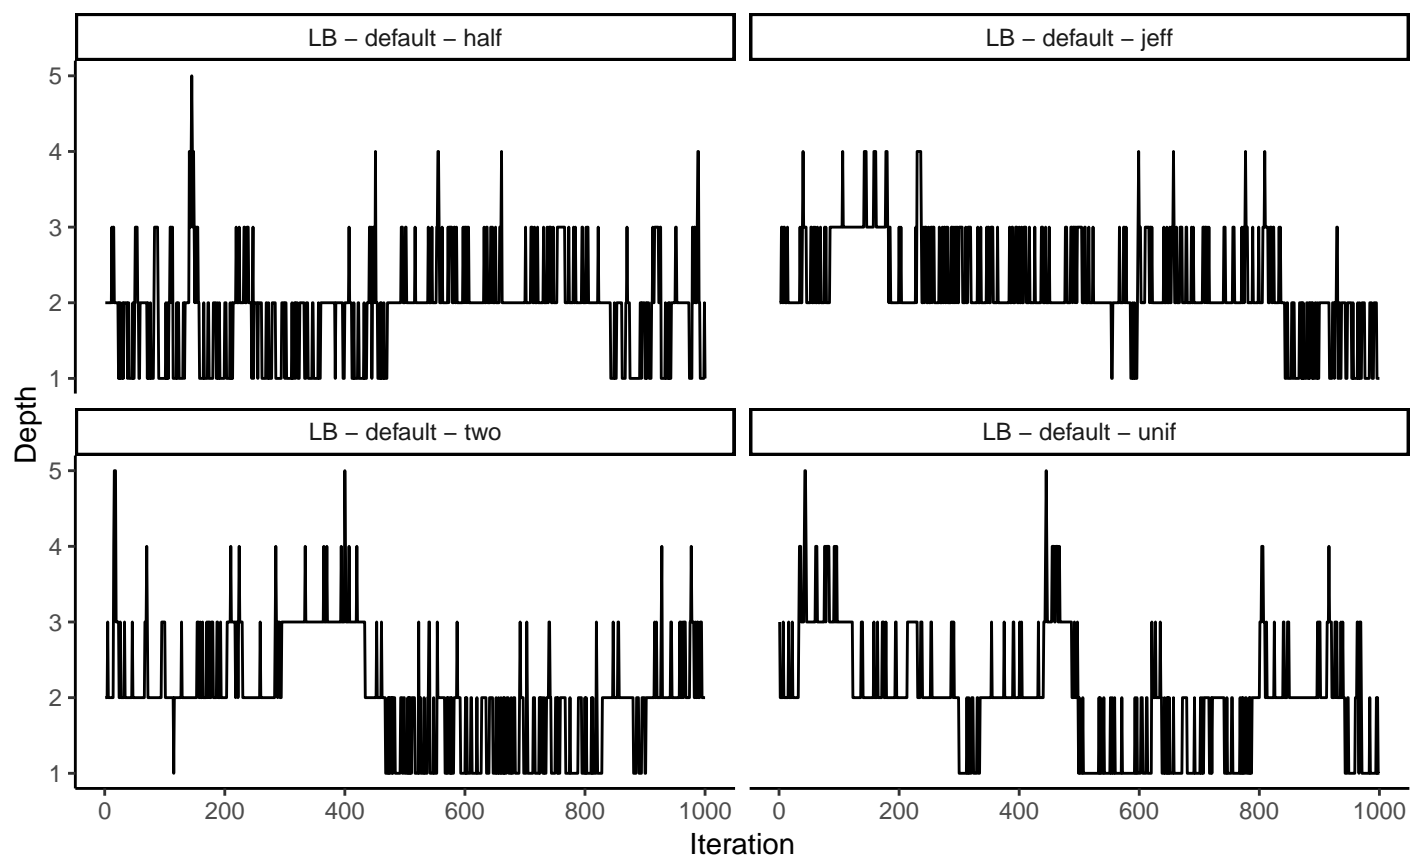 LB – default – half
LB – default – jeff
5
4
3
2
1
Depth
LB – default – two
LB – default – unif
5
4
3
2
1
0 200 400 600 800 1000
0 200 400 600 800 1000
Iteration